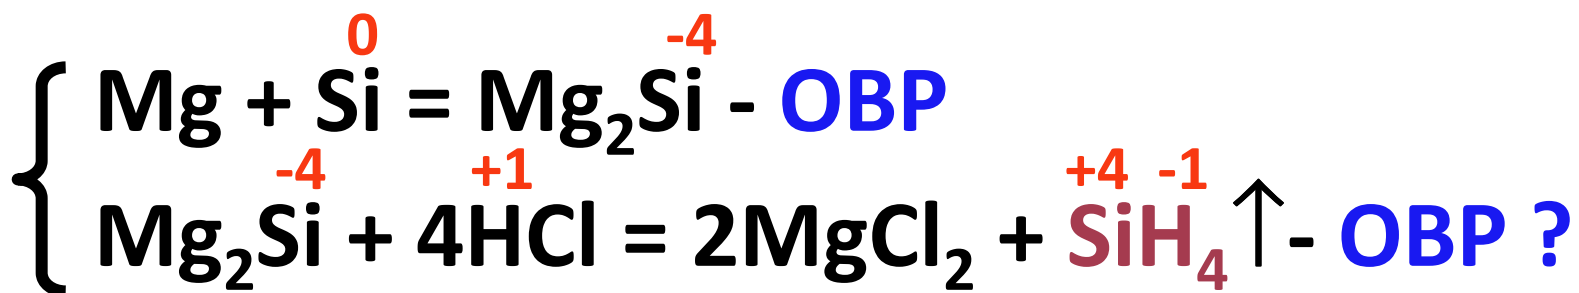 0 -4
Mg + Si = Mg₂Si - ОВР
-4 +1 +4 -1
Mg₂Si + 4HCl = 2MgCl₂ + SiH₄↑- ОВР ?